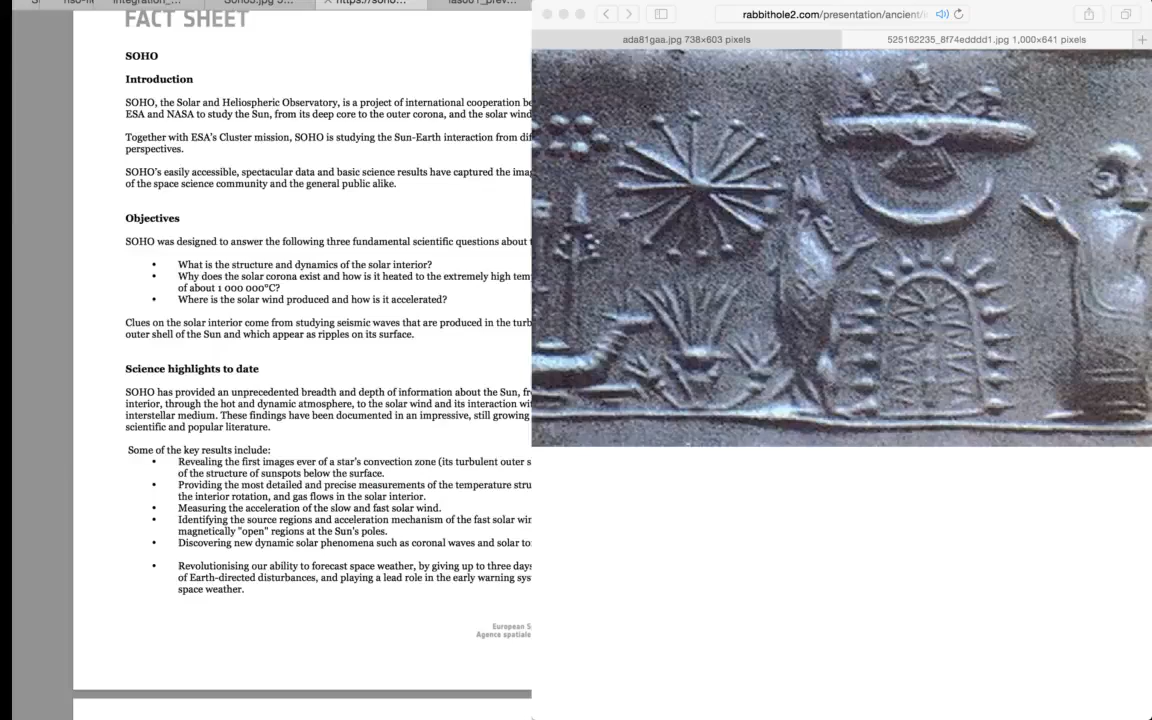 FACT SHEET
SOHO
Introduction
SOHO, the Solar and Heliospheric Observatory, is a project of international cooperation be
ESA and NASA to study the Sun, from its deep core to the outer corona, and the solar wind
Together with ESA's Cluster mission, SOHO is studying the Sun-Earth interaction from dif
perspectives.
SOHO's easily accessible, spectacular data and basic science results have captured the imag
of the space science community and the general public alike.
Objectives
SOHO was designed to answer the following three fundamental scientific questions about t
• What is the structure and dynamics of the solar interior?
• Why does the solar corona exist and how is it heated to the extremely high tem
of about 1 000 000°C?
• Where is the solar wind produced and how is it accelerated?
Clues on the solar interior come from studying seismic waves that are produced in the turb
outer shell of the Sun and which appear as ripples on its surface.
Science highlights to date
SOHO has provided an unprecedented breadth and depth of information about the Sun, fr
interior, through the hot and dynamic atmosphere, to the solar wind and its interaction wi
interstellar medium. These findings have been documented in an impressive, still growing
scientific and popular literature.
Some of the key results include:
• Revealing the first images ever of a star's convection zone (its turbulent outer s
of the structure of sunspots below the surface.
• Providing the most detailed and precise measurements of the temperature stru
the interior rotation, and gas flows in the solar interior.
• Measuring the acceleration of the slow and fast solar wind.
• Identifying the source regions and acceleration mechanism of the fast solar win
magnetically "open" regions at the Sun's poles.
• Discovering new dynamic solar phenomena such as coronal waves and solar to
• Revolutionising our ability to forecast space weather, by giving up to three days
of Earth-directed disturbances, and playing a lead role in the early warning sys
space weather.
European S
Agence spatiale
rabbithole2.com/presentation/ancient/
ada81gaa.jpg 738×603 pixels
525162235_8f74edddd1.jpg 1,000×641 pixels